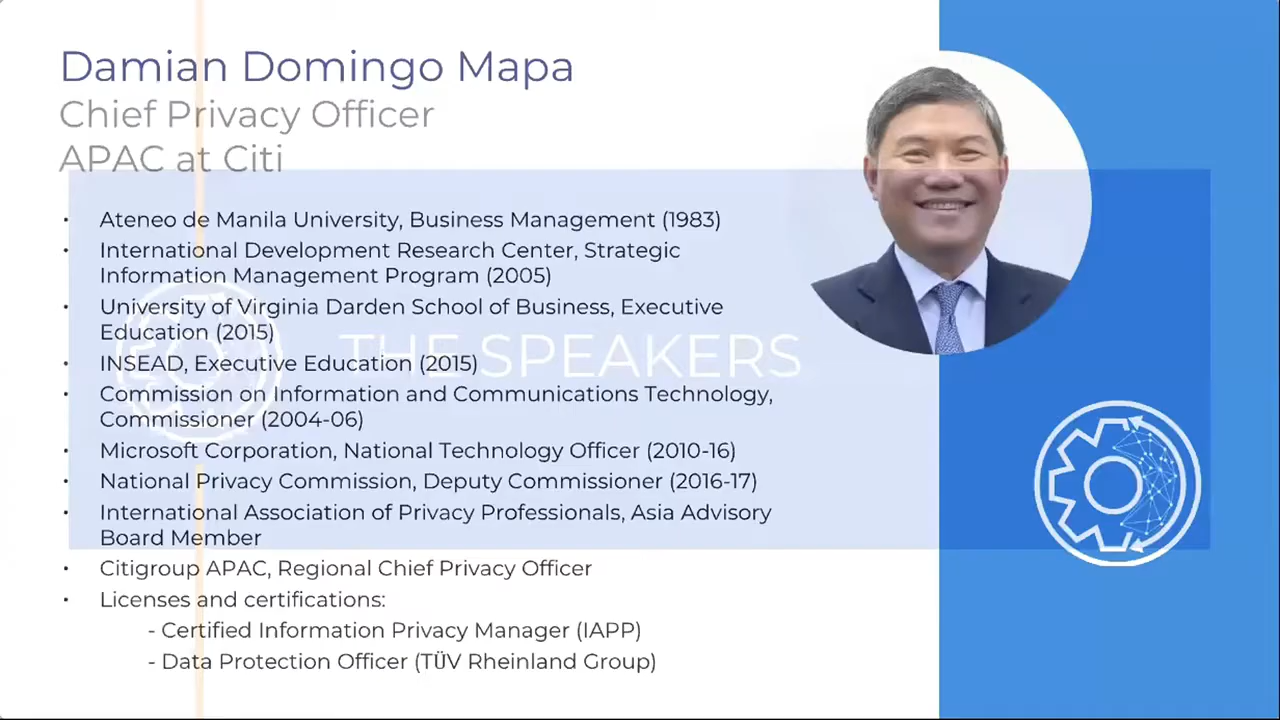 Damian Domingo Mapa
Chief Privacy Officer
APAC at Citi
• Ateneo de Manila University, Business Management (1983)
• International Development Research Center, Strategic
Information Management Program (2005)
• University of Virginia Darden School of Business, Executive
Education (2015)
THE SPEAKERS
• INSEAD, Executive Education (2015)
• Commission on Information and Communications Technology,
Commissioner (2004-06)
• Microsoft Corporation, National Technology Officer (2010-16)
• National Privacy Commission, Deputy Commissioner (2016-17)
• International Association of Privacy Professionals, Asia Advisory
Board Member
• Citigroup APAC, Regional Chief Privacy Officer
• Licenses and certifications:
- Certified Information Privacy Manager (IAPP)
- Data Protection Officer (TÜV Rheinland Group)